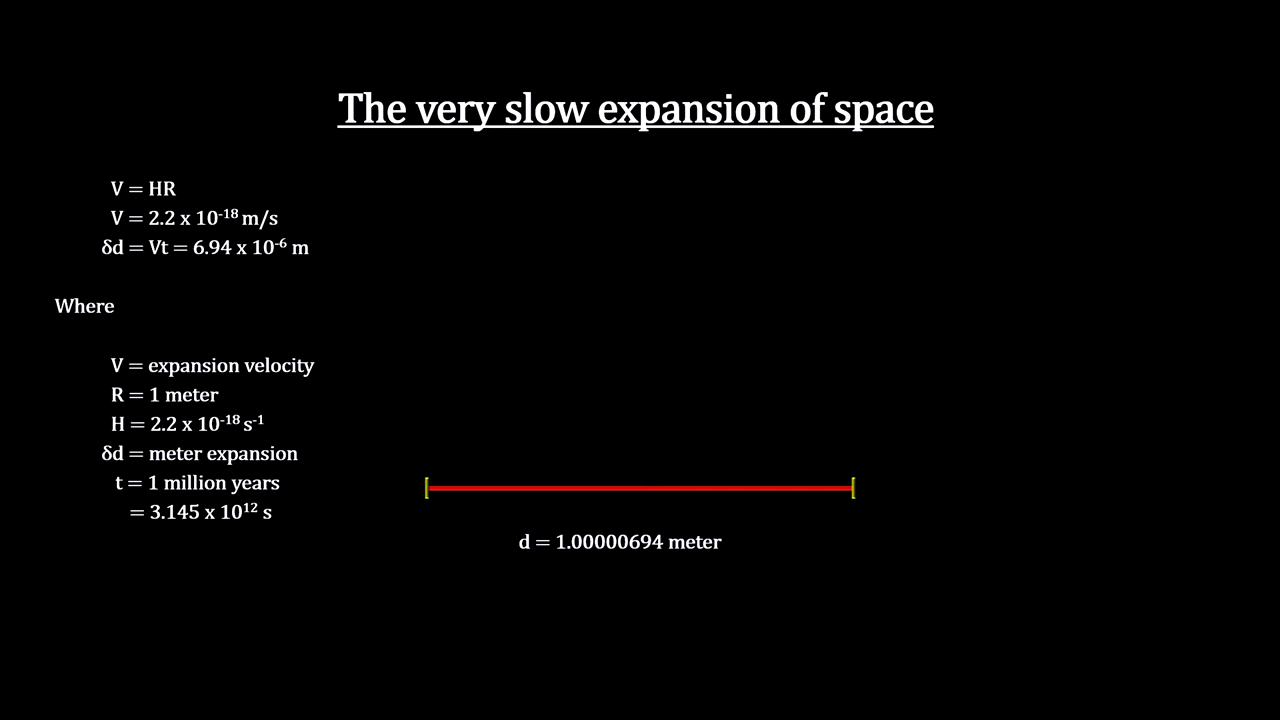 The very slow expansion of space
V = HR
V = 2.2 x 10⁻¹⁸ m/s
δd = Vt = 6.94 x 10⁻⁶ m
Where
V = expansion velocity
R = 1 meter
H = 2.2 x 10⁻¹⁸ s⁻¹
δd = meter expansion
t = 1 million years
= 3.145 x 10¹² s
d = 1.00000694 meter